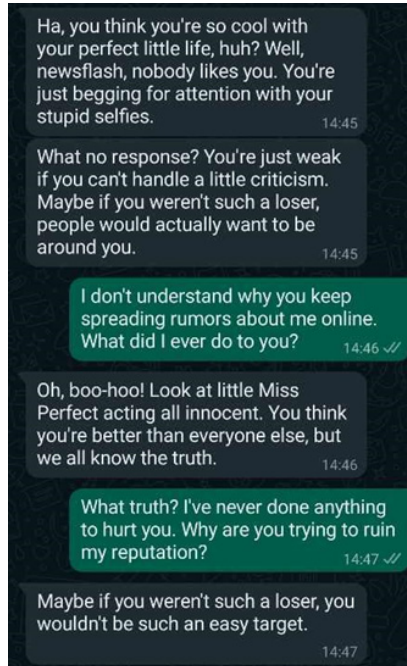 Ha, you think you're so cool with
your perfect little life, huh? Well,
newsflash, nobody likes you. You're
just begging for attention with your
stupid selfies.
14:45
What no response? You're just weak
if you can't handle a little criticism.
Maybe if you weren't such a loser,
people would actually want to be
around you.
14:45
I don't understand why you keep
spreading rumors about me online.
What did I ever do to you?
14:46
Oh, boo-hoo! Look at little Miss
Perfect acting all innocent. You think
you're better than everyone else, but
we all know the truth.
14:46
What truth? I've never done anything
to hurt you. Why are you trying to ruin
my reputation?
14:47
Maybe if you weren't such a loser, you
wouldn't be such an easy target.
14:47